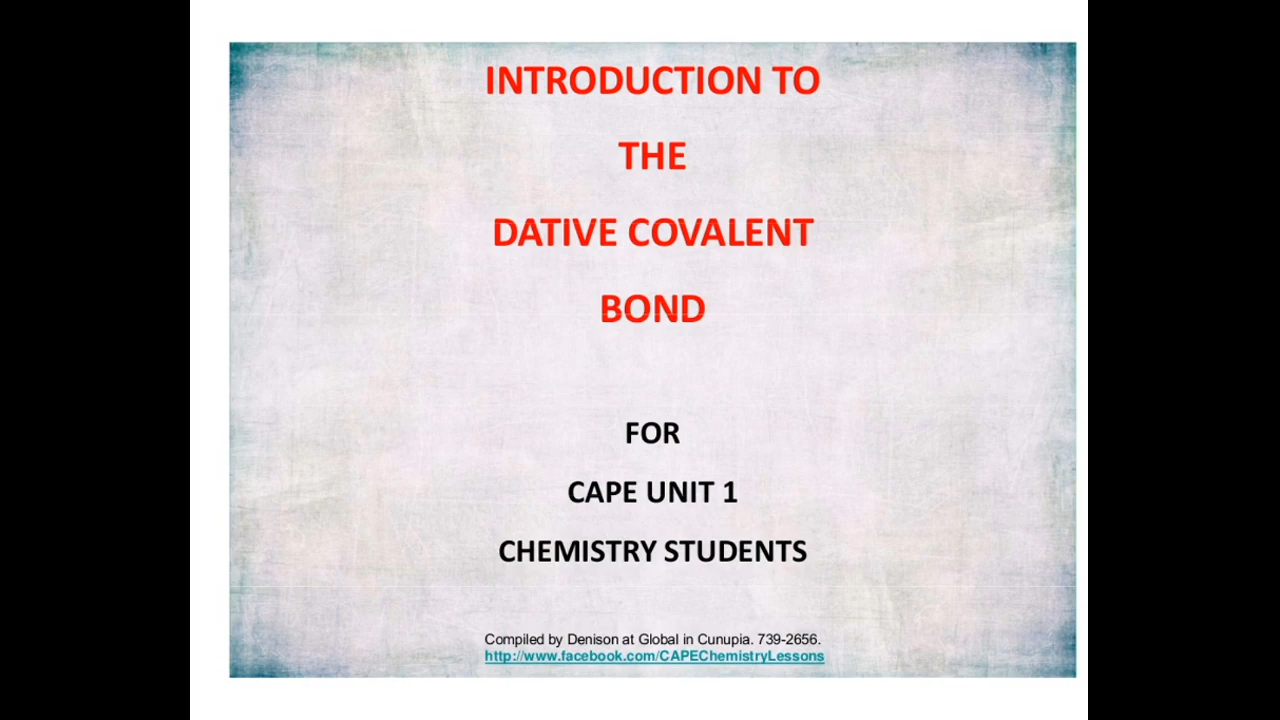 INTRODUCTION TO
THE
DATIVE COVALENT
BOND
FOR
CAPE UNIT 1
CHEMISTRY STUDENTS
Compiled by Denison at Global in Cunupia. 739-2656.
http://www.facebook.com/CAPEChemistryLessons